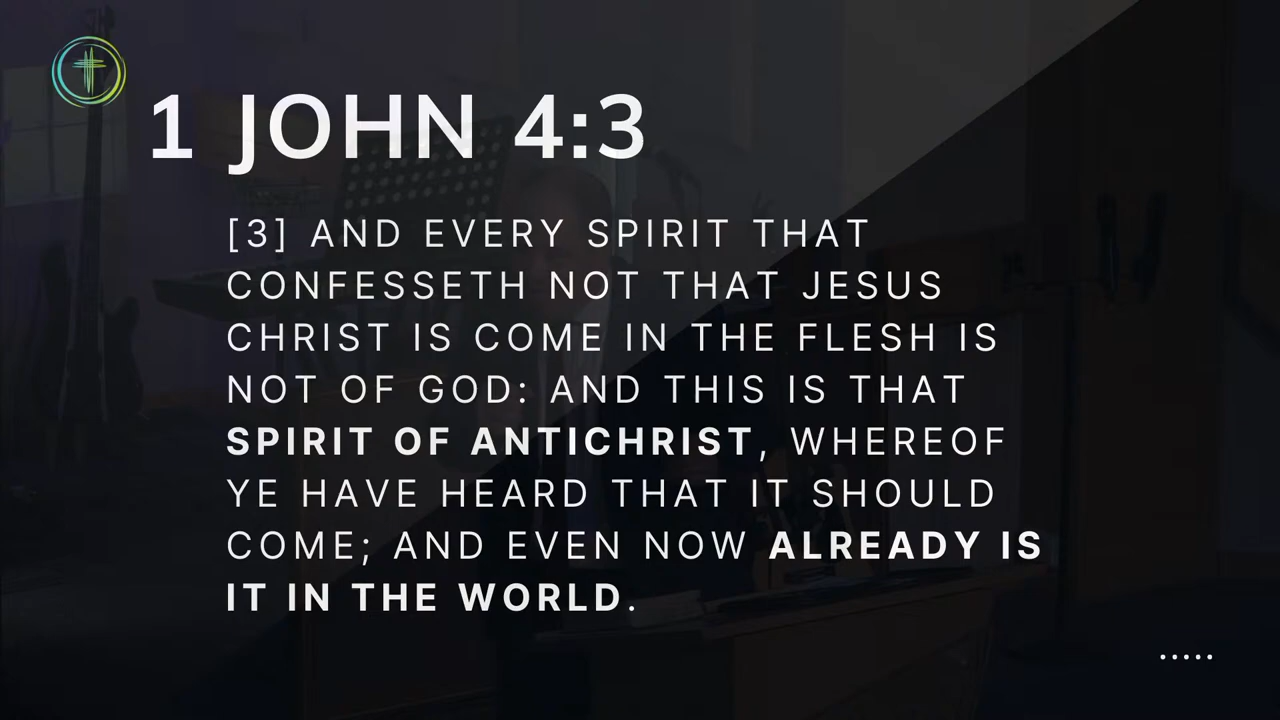 1 JOHN 4:3
[3] AND EVERY SPIRIT THAT
CONFESSETH NOT THAT JESUS
CHRIST IS COME IN THE FLESH IS
NOT OF GOD: AND THIS IS THAT
SPIRIT OF ANTICHRIST, WHEREOF
YE HAVE HEARD THAT IT SHOULD
COME; AND EVEN NOW ALREADY IS
IT IN THE WORLD.
.....